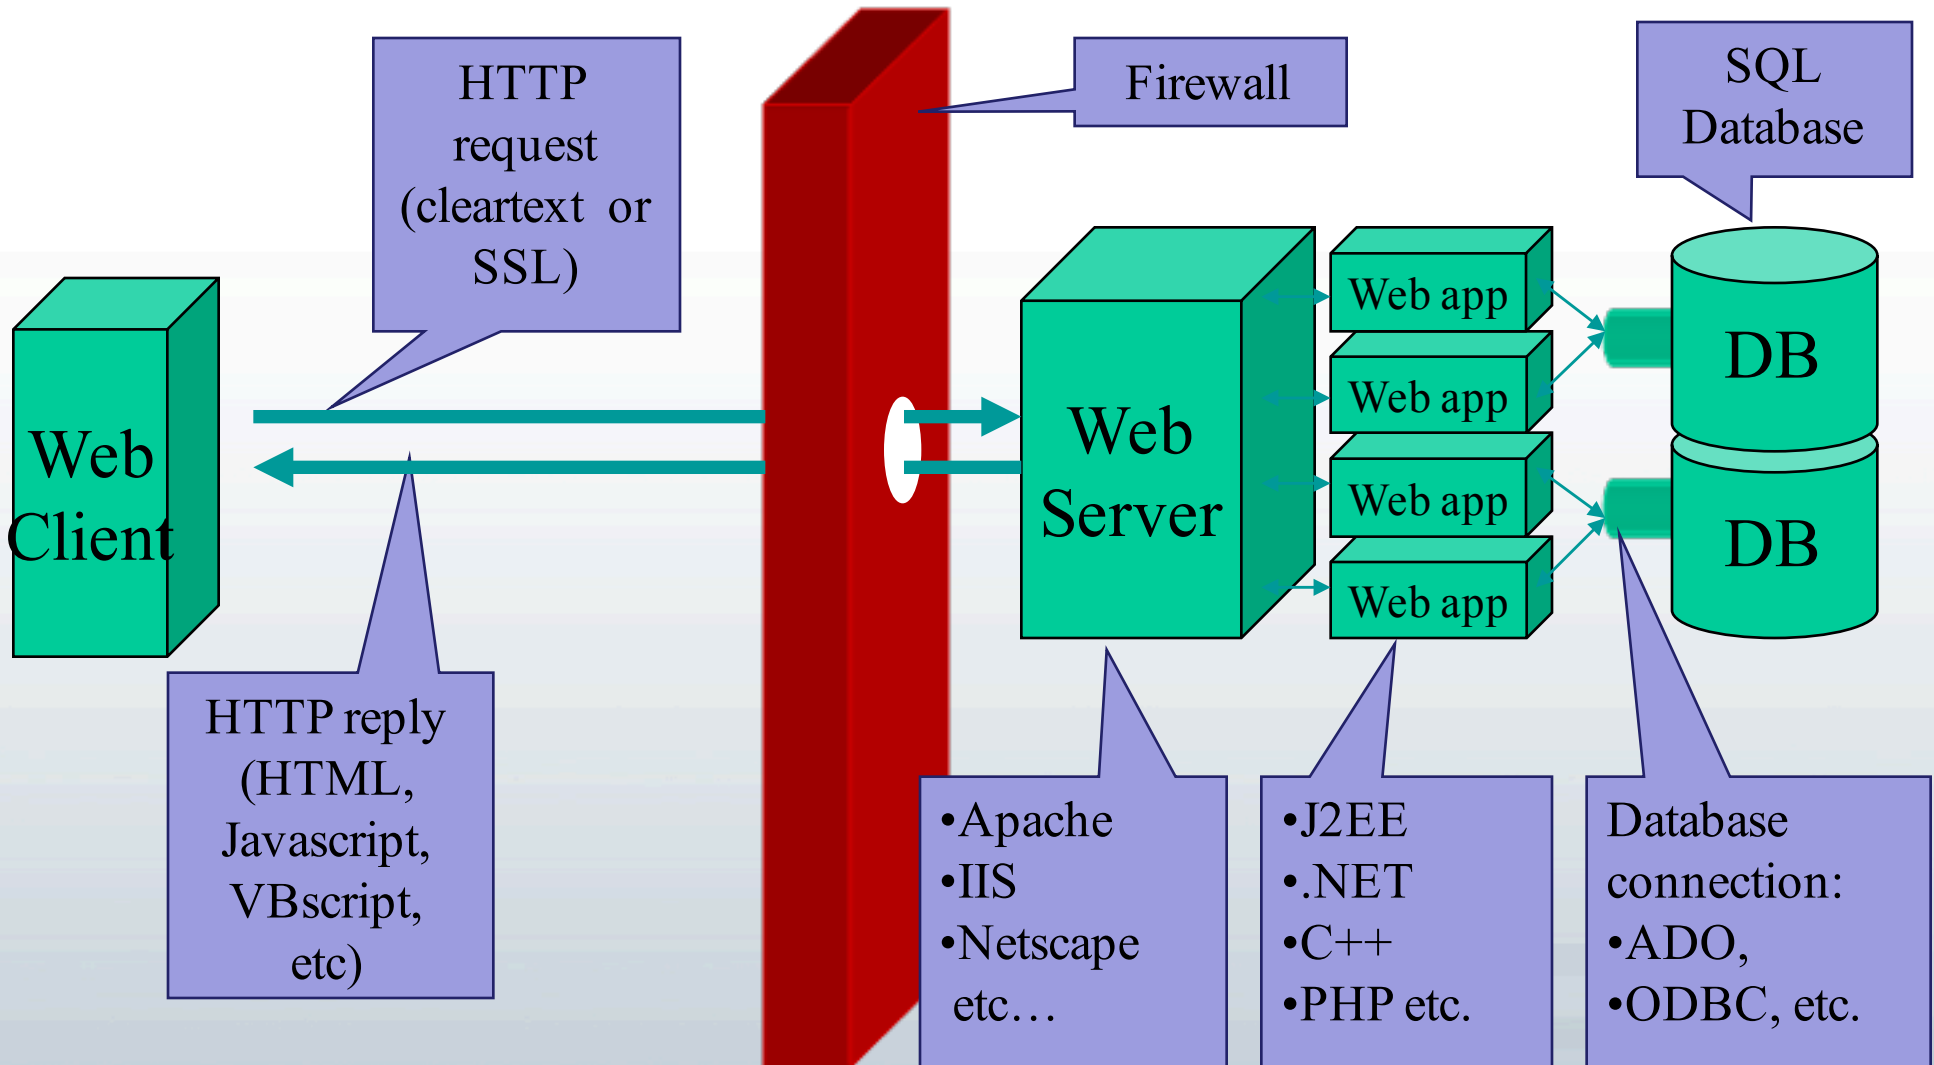 HTTP
request
(cleartext or
SSL)
Firewall
SQL
Database
Web
Client
Web
Server
Web app
Web app
Web app
Web app
DB
DB
HTTP reply
(HTML,
Javascript,
VBscript,
etc)
•Apache
•IIS
•Netscape
etc…
•J2EE
•.NET
•C++
•PHP etc.
Database
connection:
•ADO,
•ODBC, etc.